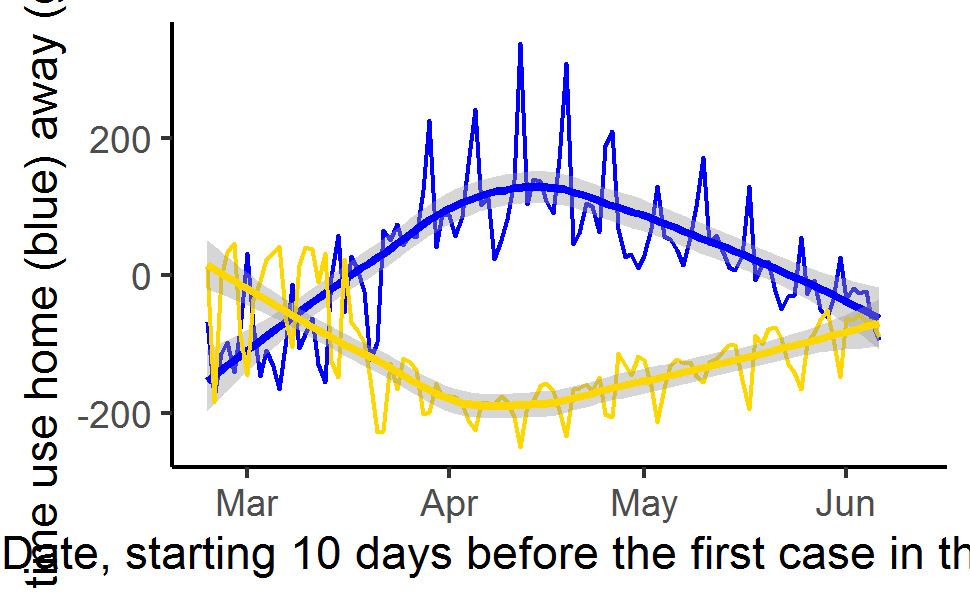 time use home (blue) away (
200
0
-200
Mar Apr May Jun
Date, starting 10 days before the first case in th